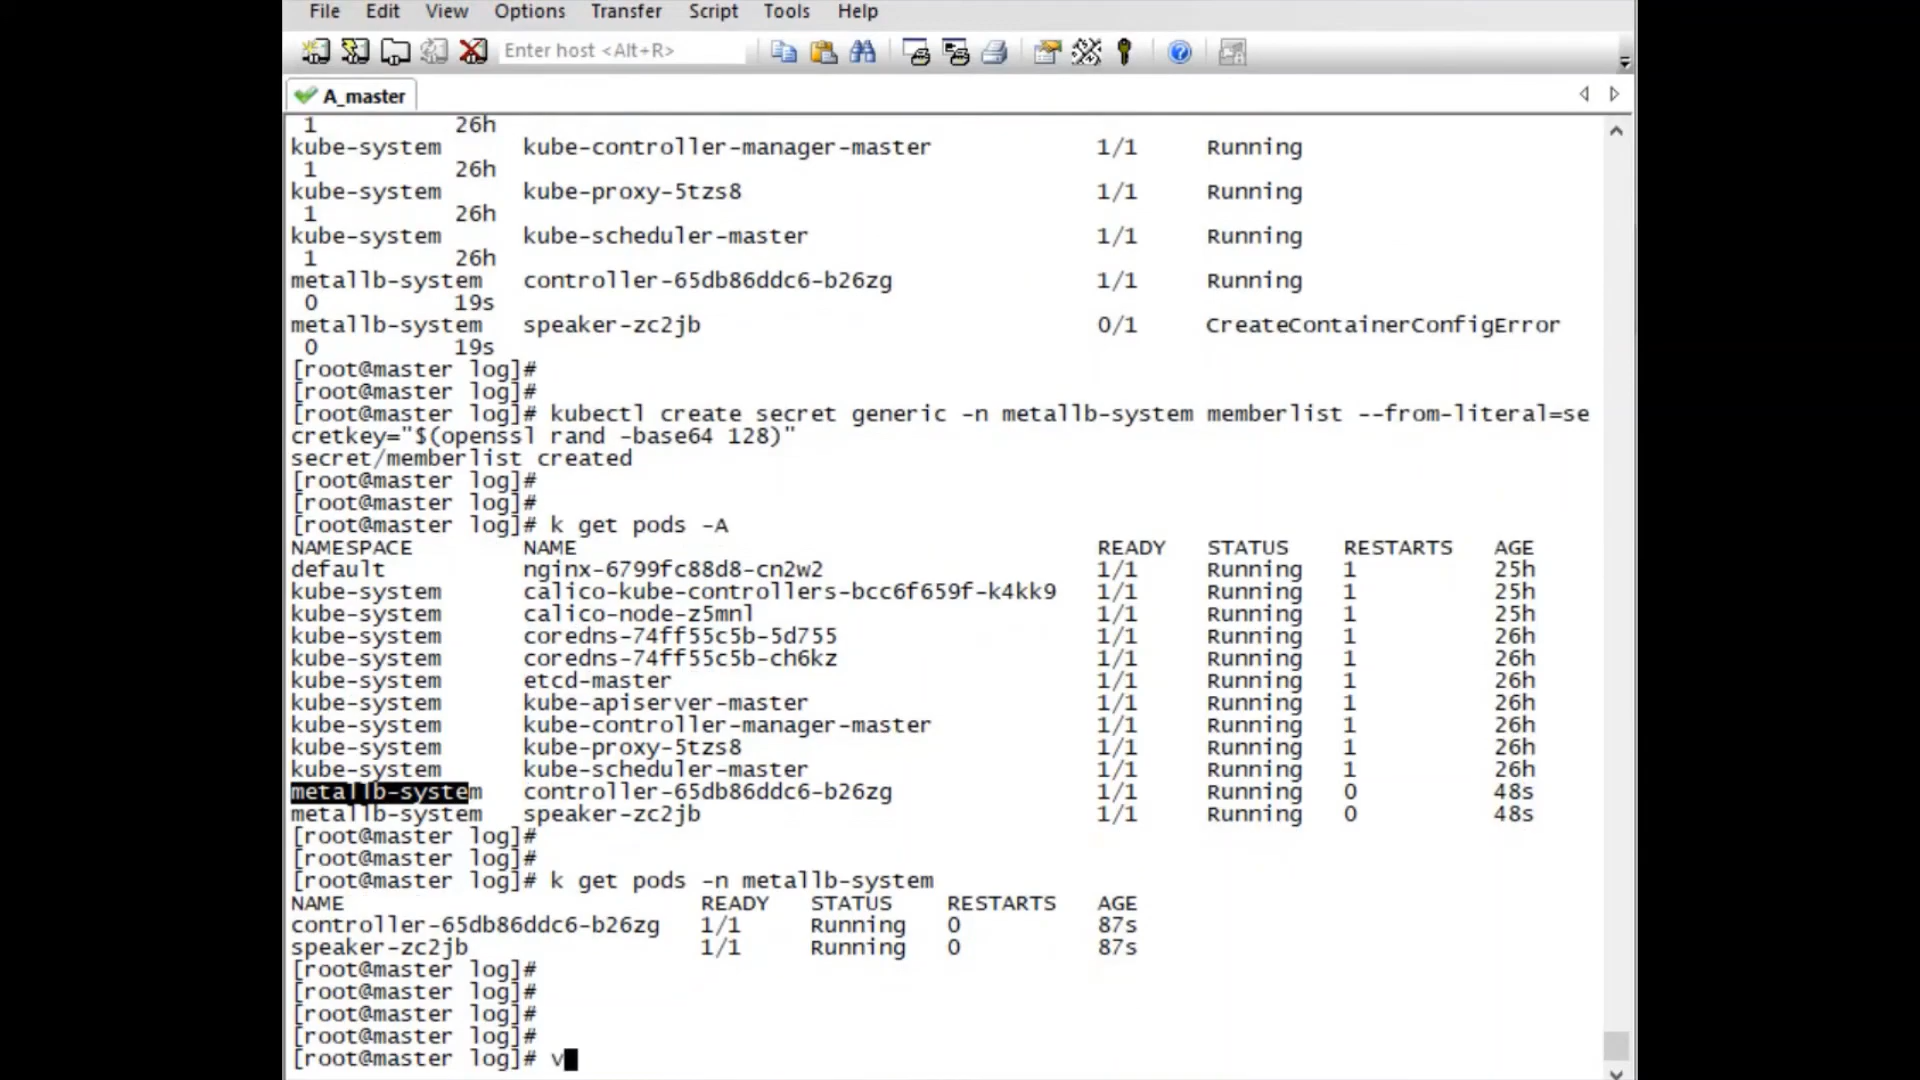 File Edit View Options Transfer Script Tools Help
Enter host <Alt+R>
A_master
1 26h
kube-system kube-controller-manager-master 1/1 Running
1 26h
kube-system kube-proxy-5tzs8 1/1 Running
1 26h
kube-system kube-scheduler-master 1/1 Running
1 26h
metallb-system controller-65db86ddc6-b26zg 1/1 Running
0 19s
metallb-system speaker-zc2jb 0/1 CreateContainerConfigError
0 19s
[root@master log]#
[root@master log]#
[root@master log]# kubectl create secret generic -n metallb-system memberlist --from-literal=se
cretkey="$(openssl rand -base64 128)"
secret/memberlist created
[root@master log]#
[root@master log]#
[root@master log]# k get pods -A
NAMESPACE NAME READY STATUS RESTARTS AGE
default nginx-6799fc88d8-cn2w2 1/1 Running 1 25h
kube-system calico-kube-controllers-bcc6f659f-k4kk9 1/1 Running 1 25h
kube-system calico-node-z5mnl 1/1 Running 1 25h
kube-system coredns-74ff55c5b-5d755 1/1 Running 1 26h
kube-system coredns-74ff55c5b-ch6kz 1/1 Running 1 26h
kube-system etcd-master 1/1 Running 1 26h
kube-system kube-apiserver-master 1/1 Running 1 26h
kube-system kube-controller-manager-master 1/1 Running 1 26h
kube-system kube-proxy-5tzs8 1/1 Running 1 26h
kube-system kube-scheduler-master 1/1 Running 1 26h
metallb-system controller-65db86ddc6-b26zg 1/1 Running 0 48s
metallb-system speaker-zc2jb 1/1 Running 0 48s
[root@master log]#
[root@master log]#
[root@master log]# k get pods -n metallb-system
NAME READY STATUS RESTARTS AGE
controller-65db86ddc6-b26zg 1/1 Running 0 87s
speaker-zc2jb 1/1 Running 0 87s
[root@master log]#
[root@master log]#
[root@master log]#
[root@master log]#
[root@master log]# v